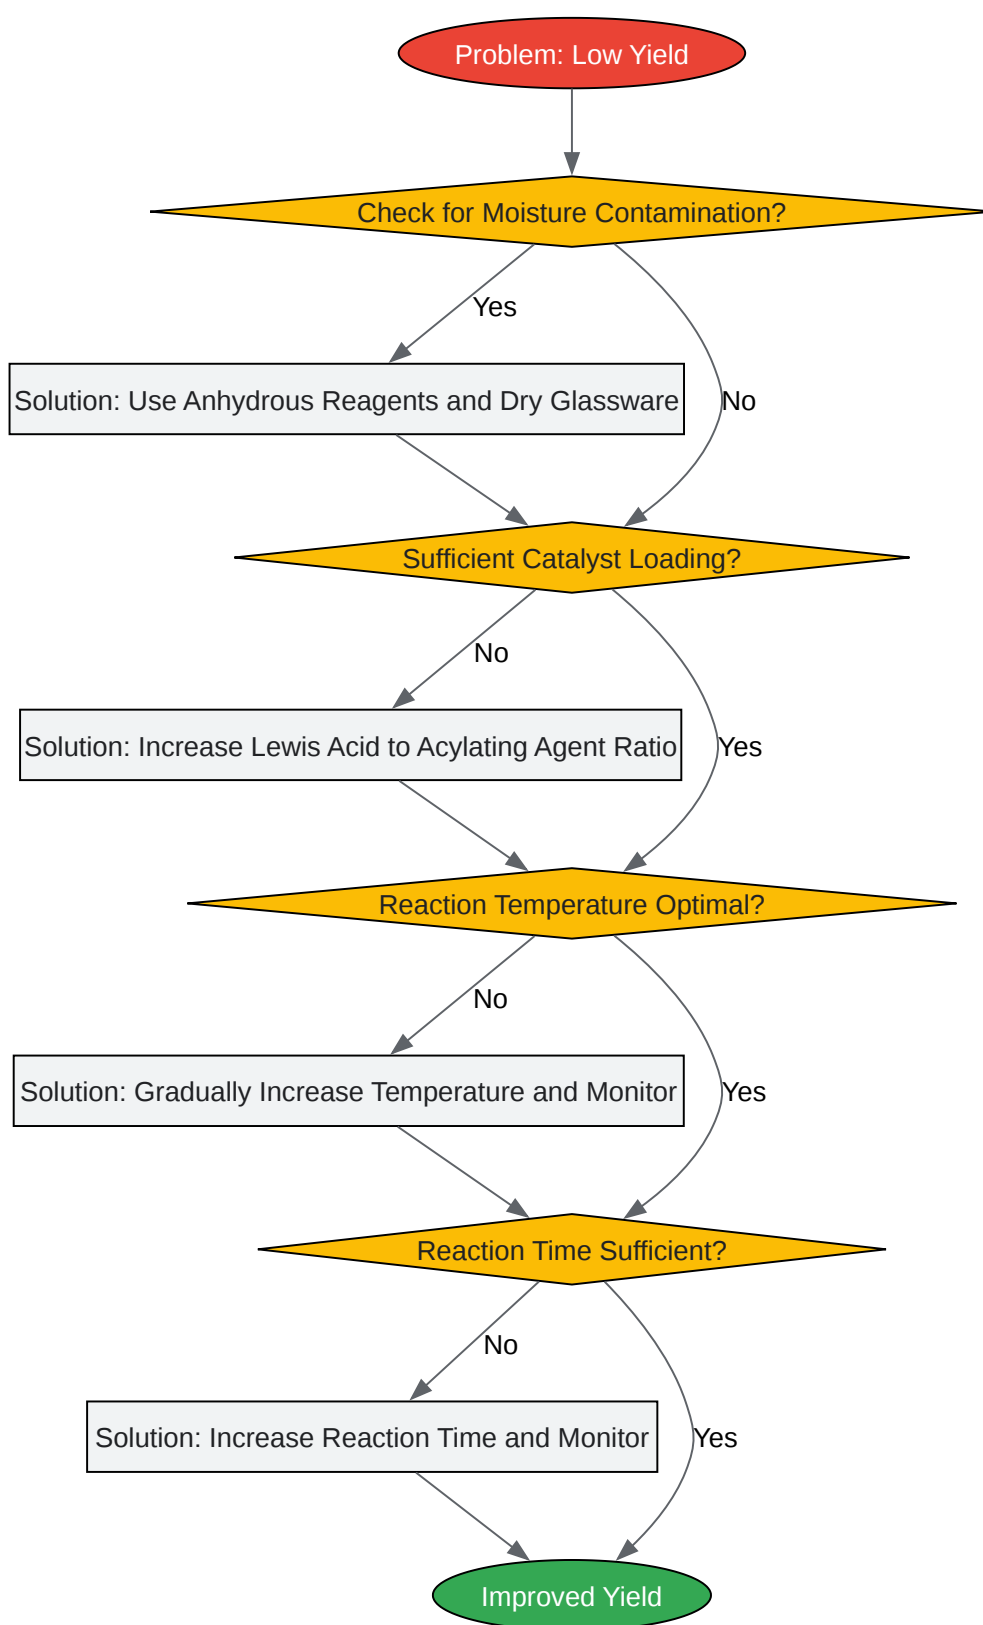 Problem: Low Yield
Check for Moisture Contamination?
Yes
Solution: Use Anhydrous Reagents and Dry Glassware
No
Sufficient Catalyst Loading?
No
Solution: Increase Lewis Acid to Acylating Agent Ratio
Yes
Reaction Temperature Optimal?
No
Solution: Gradually Increase Temperature and Monitor
Yes
Reaction Time Sufficient?
No
Solution: Increase Reaction Time and Monitor
Yes
Improved Yield